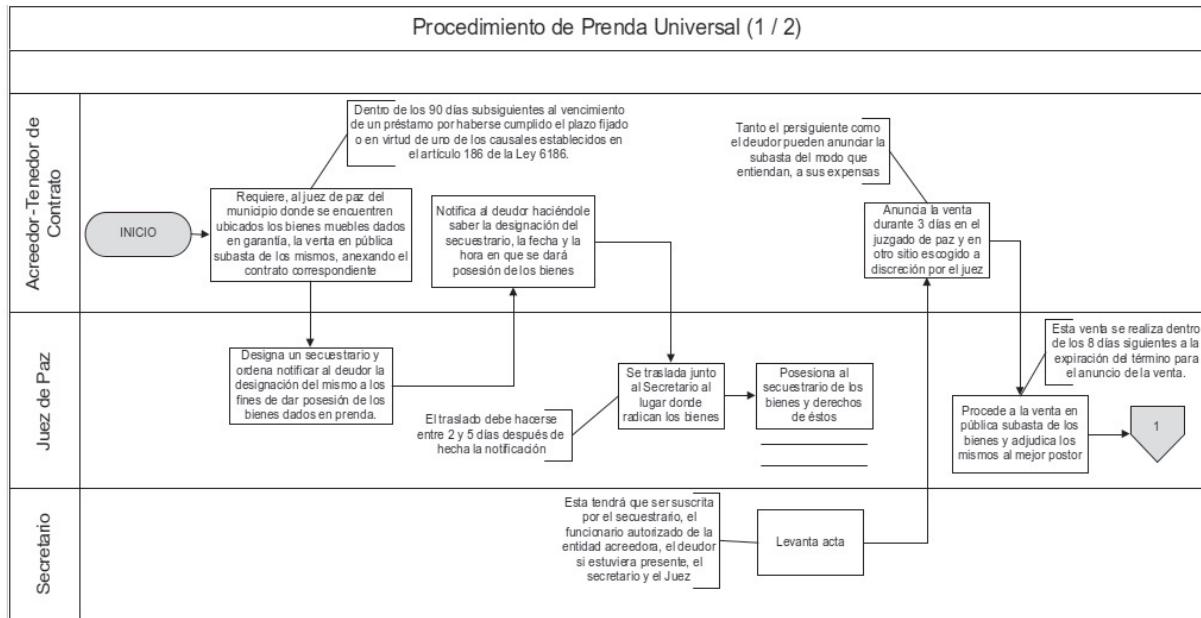 Procedimiento de Prenda Universal (1 / 2)
Acreedor-Tenedor de
Contrato
INICIO
Dentro de los 90 días subsiguientes al vencimiento
de un préstamo por haberse cumplido el plazo fijado
o en virtud de uno de los causales establecidos en
el artículo 186 de la Ley 6186.
Requiere, al juez de paz del
municipio donde se encuentren
ubicados los bienes muebles dados
en garantía, la venta en pública
subasta de los mismos, anexando el
contrato correspondiente
Notifica al deudor haciéndole
saber la designación del
secuestrario, la fecha y la
hora en que se dará
posesión de los bienes
Tanto el persiguiente como
el deudor pueden anunciar la
subasta del modo que
entiendan, a sus expensas
Anuncia la venta
durante 3 días en el
juzgado de paz y en
otro sitio escogido a
discreción por el juez
Juez de Paz
Designa un secuestrario y
ordena notificar al deudor la
designación del mismo a los
fines de dar posesión de los
bienes dados en prenda.
El traslado debe hacerse
entre 2 y 5 días después de
hecha la notificación
Se traslada junto
al Secretario al
lugar donde
radican los bienes
Posesiona al
secuestrario de los
bienes y derechos
de éstos
Esta venta se realiza dentro
de los 8 días siguientes a la
expiración del término para
el anuncio de la venta.
Procede a la venta en
pública subasta de los
bienes y adjudica los
mismos al mejor postor
1
Secretario
Esta tendrá que ser suscrita
por el secuestrario, el
funcionario autorizado de la
entidad acreedora, el deudor
si estuviera presente, el
secretario y el Juez
Levanta acta